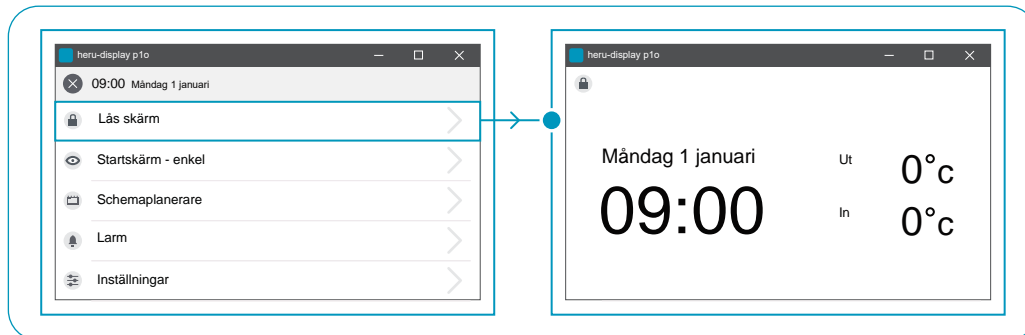 heru-display p1o
09:00 Måndag 1 januari
Lås skärm
Startskärm - enkel
Schemaplanerare
Larm
Inställningar
heru-display p1o
Måndag 1 januari
09:00
Ut 0°c
In 0°c